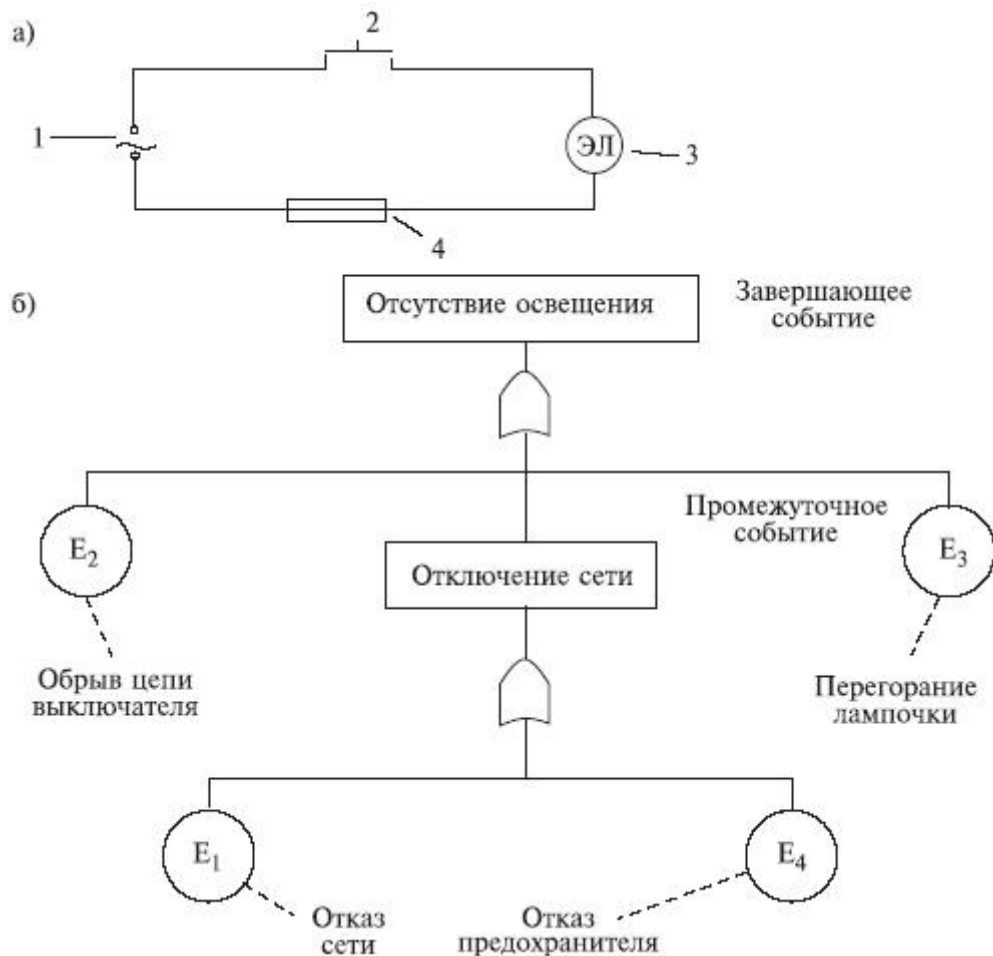 а)
2
1
ЭЛ
3
4
б)
Отсутствие освещения
Завершающее
событие
Промежуточное
событие
E2
E3
Отключение сети
Обрыв цепи
выключателя
Перегорание
лампочки
E1
E4
Отказ
сети
Отказ
предохранителя